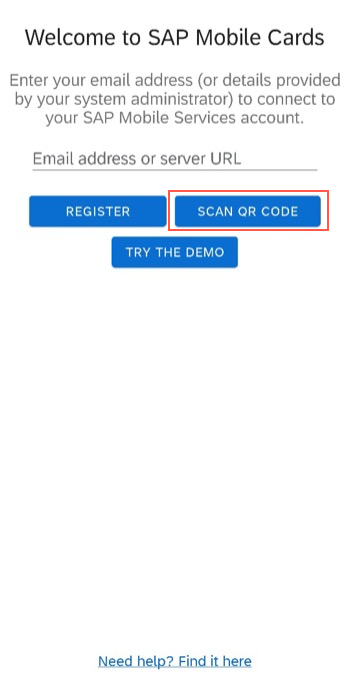 Welcome to SAP Mobile Cards
Enter your email address (or details provided
by your system administrator) to connect to
your SAP Mobile Services account.
Email address or server URL
REGISTER
SCAN QR CODE
TRY THE DEMO
Need help? Find it here